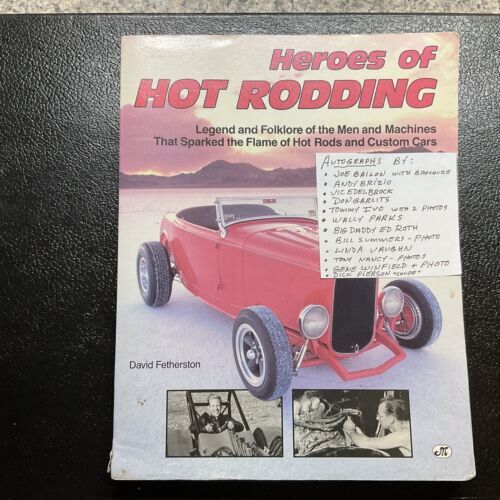 Heroes of
HOT RODDING
Legend and Folklore of the Men and Machines
That Sparked the Flame of Hot Rods and Custom Cars
AUTOGRAPHS BY:
• JOE BAILON WITH BROCHURE
• ANDY BRIZIO
• VIC EDELBROCK
• DON GARLITS
• TOMMY IVO WITH 2 PHOTOS
• WALLY PARKS
• BIG DADDY ED ROTH
• BILL SUMMERS - PHOTO
• LINDA VAUGHN
• TONY NANCY - PHOTOS
• GENE WINFIELD + PHOTO
• DICK PIERSON "COUPE"
David Fetherston